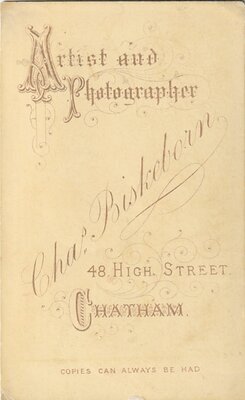 Artist and
Photographer
Chas. Biskeborn
48, HIGH STREET.
CHATHAM.
COPIES CAN ALWAYS BE HAD